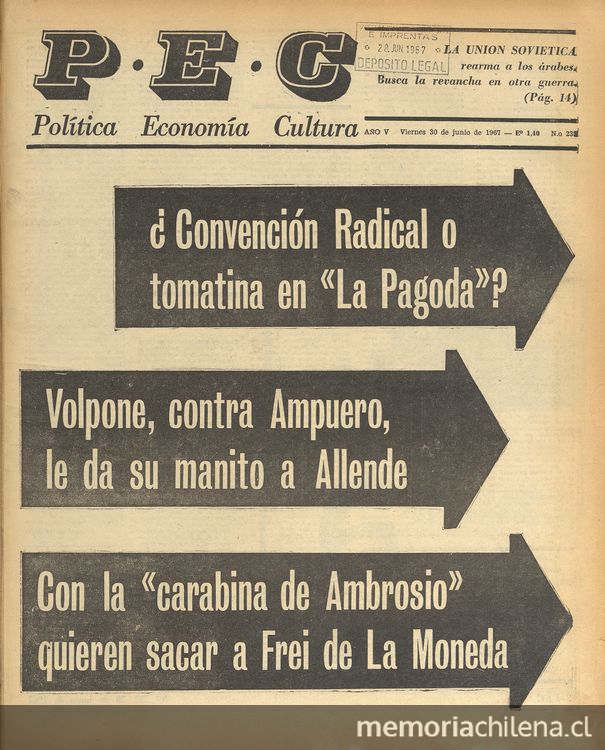 P·E·C
Política Economía Cultura
E IMPRENTAS
28 JUN 1967
DEPOSITO LEGAL
LA UNION SOVIETICA
rearma a los árabes.
Busca la revancha en otra guerra
(Pág. 14)
AÑO V Viernes 30 de junio de 1967 — Eº 1,40 N.o
¿Convención Radical o
tomatina en «La Pagoda»?
Volpone, contra Ampuero,
le da su manito a Allende
Con la «carabina de Ambrosio»
quieren sacar a Frei de La Moneda
memoriachilena.cl